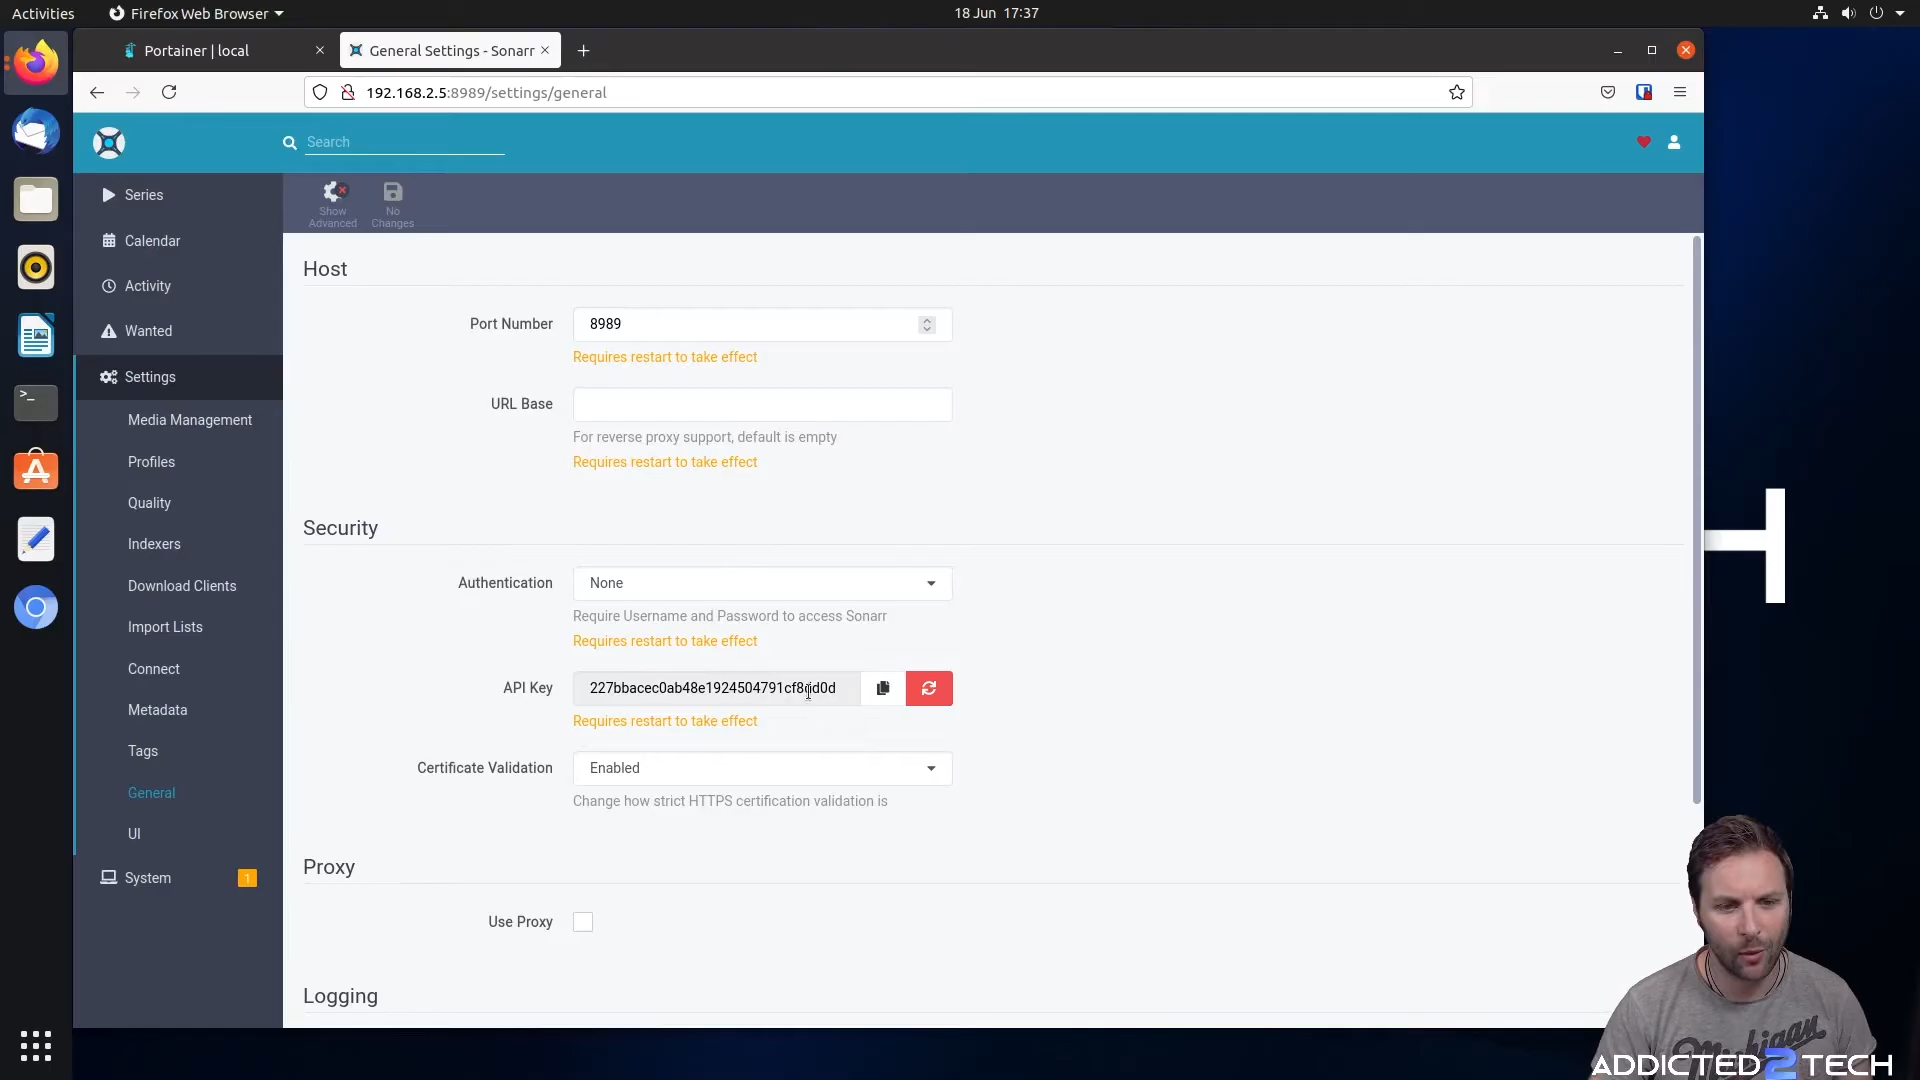 Activities
Firefox Web Browser
18 Jun 17:37
Portainer | local
General Settings - Sonarr
192.168.2.5:8989/settings/general
Search
Series
Calendar
Activity
Wanted
Settings
Media Management
Profiles
Quality
Indexers
Download Clients
Import Lists
Connect
Metadata
Tags
General
UI
System
1
Show
Advanced
No
Changes
Host
Port Number
8989
Requires restart to take effect
URL Base
For reverse proxy support, default is empty
Requires restart to take effect
Security
Authentication
None
Require Username and Password to access Sonarr
Requires restart to take effect
API Key
Requires restart to take effect
Certificate Validation
Enabled
Change how strict HTTPS certification validation is
Proxy
Use Proxy
Logging
Michigan
ADDICTED2TECH